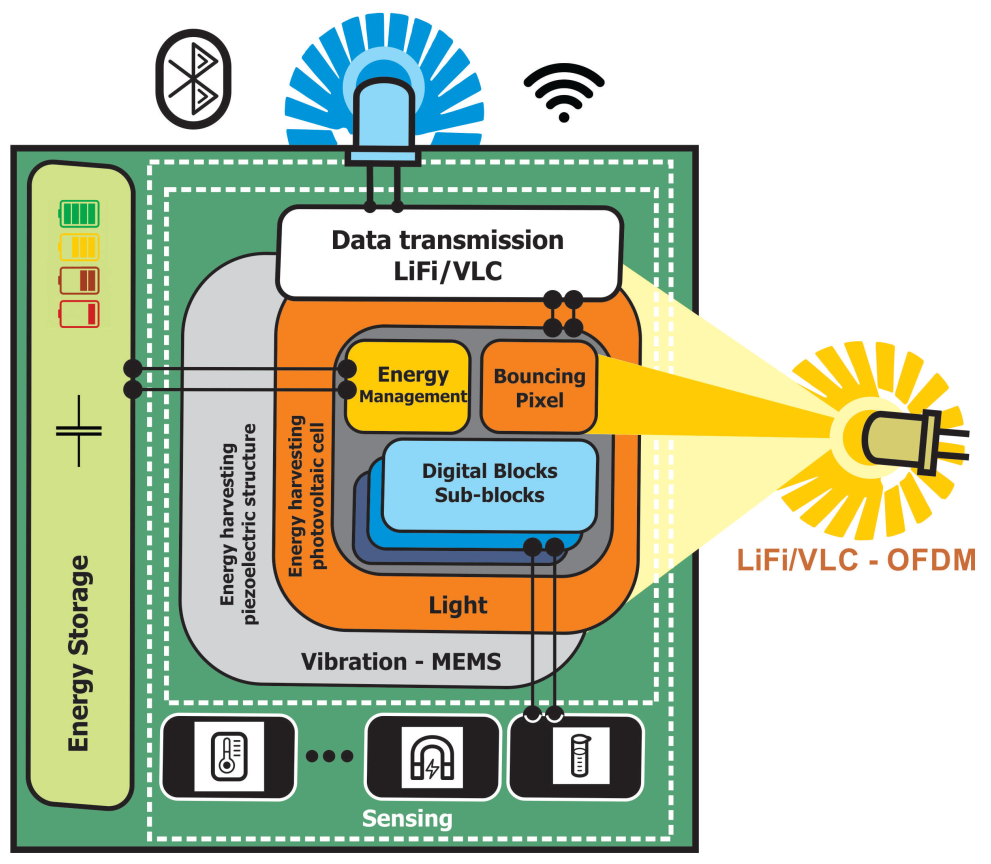 Data transmission
LiFi/VLC
Energy
Management
Bouncing
Pixel
Digital Blocks
Sub-blocks
Energy harvesting
photovoltaic cell
Energy harvesting
piezoelectric structure
Light
Vibration - MEMS
Energy Storage
Sensing
LiFi/VLC - OFDM